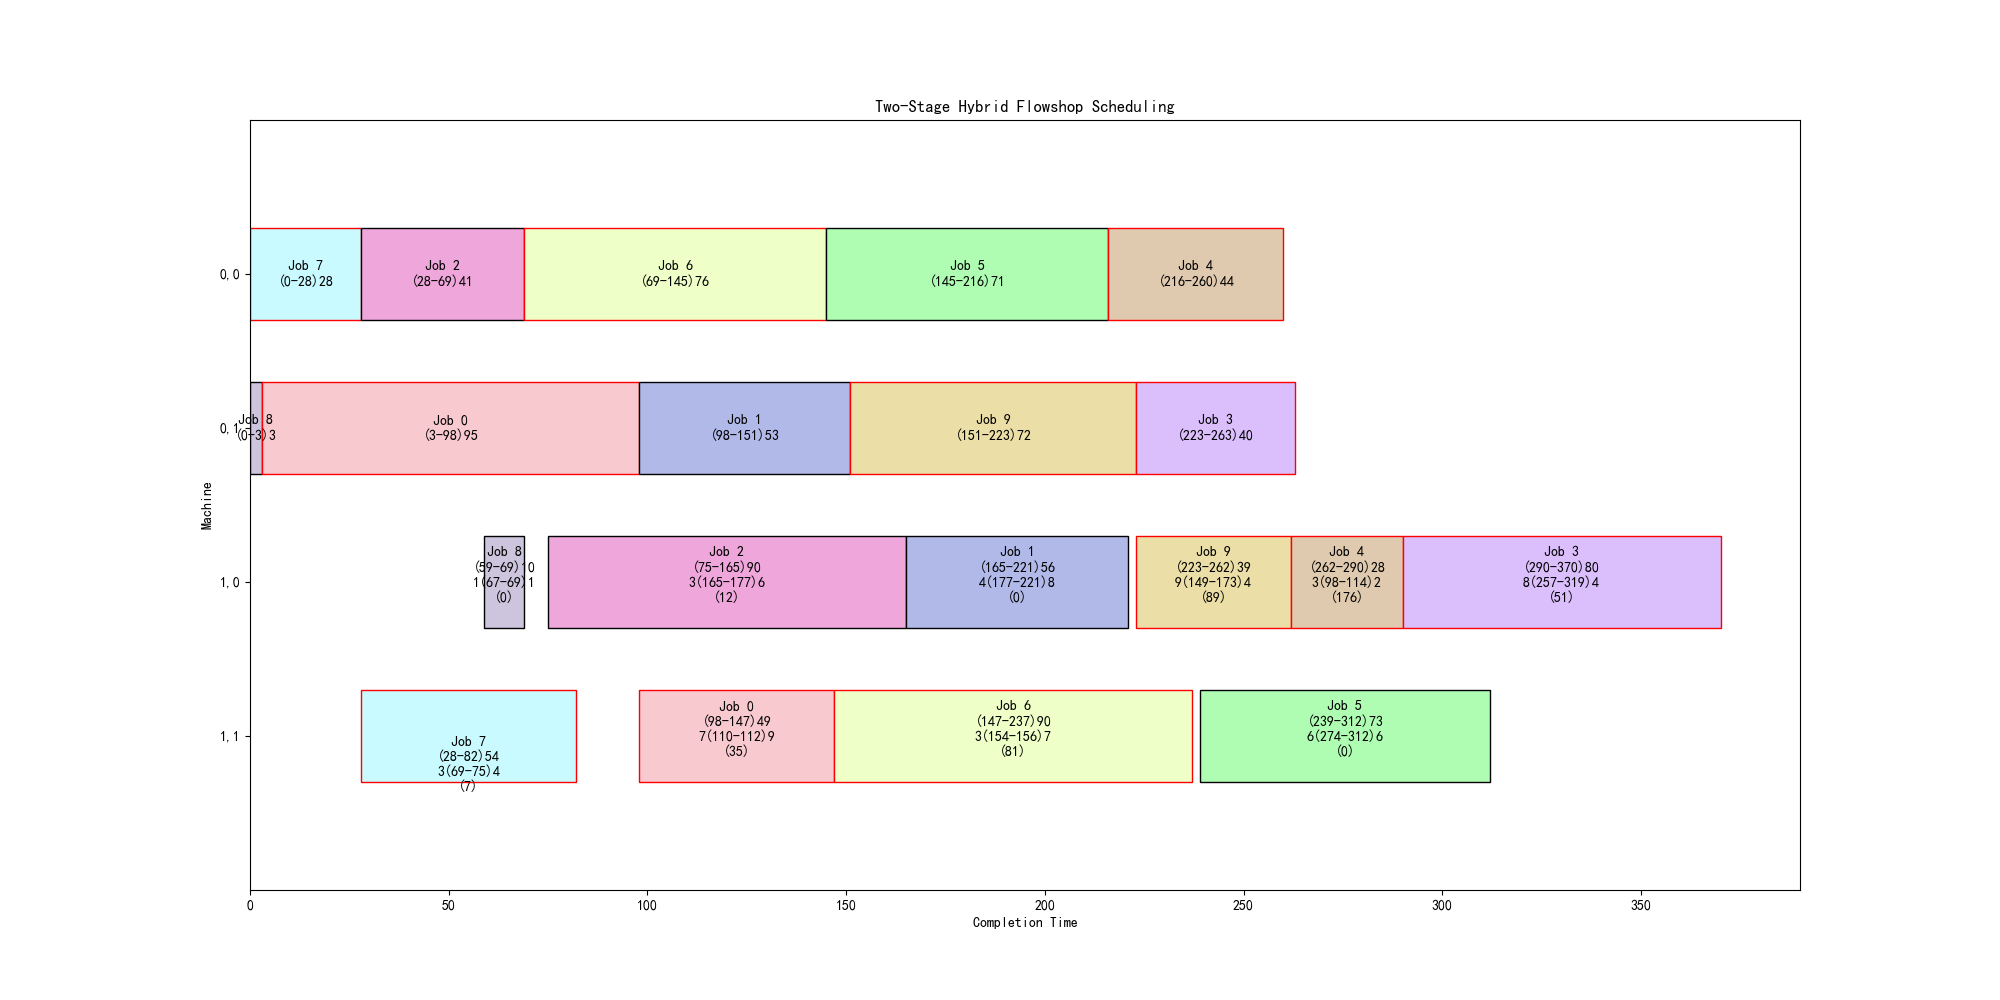 Two-Stage Hybrid Flowshop Scheduling
Machine
0,0
Job 7
(0-28)28
Job 2
(28-69)41
Job 6
(69-145)76
Job 5
(145-216)71
Job 4
(216-260)44
0,1
Job 8
(0-3)3
Job 0
(3-98)95
Job 1
(98-151)53
Job 9
(151-223)72
Job 3
(223-263)40
1,0
Job 8
(59-69)10
1(67-69)1
(0)
Job 2
(75-165)90
3(165-177)6
(12)
Job 1
(165-221)56
4(177-221)8
(0)
Job 9
(223-262)39
9(149-173)4
(89)
Job 4
(262-290)28
3(98-114)2
(176)
Job 3
(290-370)80
8(257-319)4
(51)
1,1
Job 7
(28-82)54
3(69-75)4
(7)
Job 0
(98-147)49
7(110-112)9
(35)
Job 6
(147-237)90
3(154-156)7
(81)
Job 5
(239-312)73
6(274-312)6
(0)
0
50
100
150
200
250
300
350
Completion Time